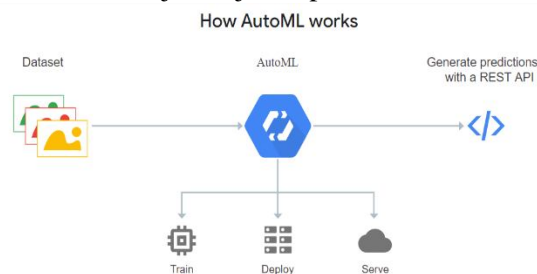 How AutoML works
Dataset
AutoML
Generate predictions
with a REST API
Train
Deploy
Serve